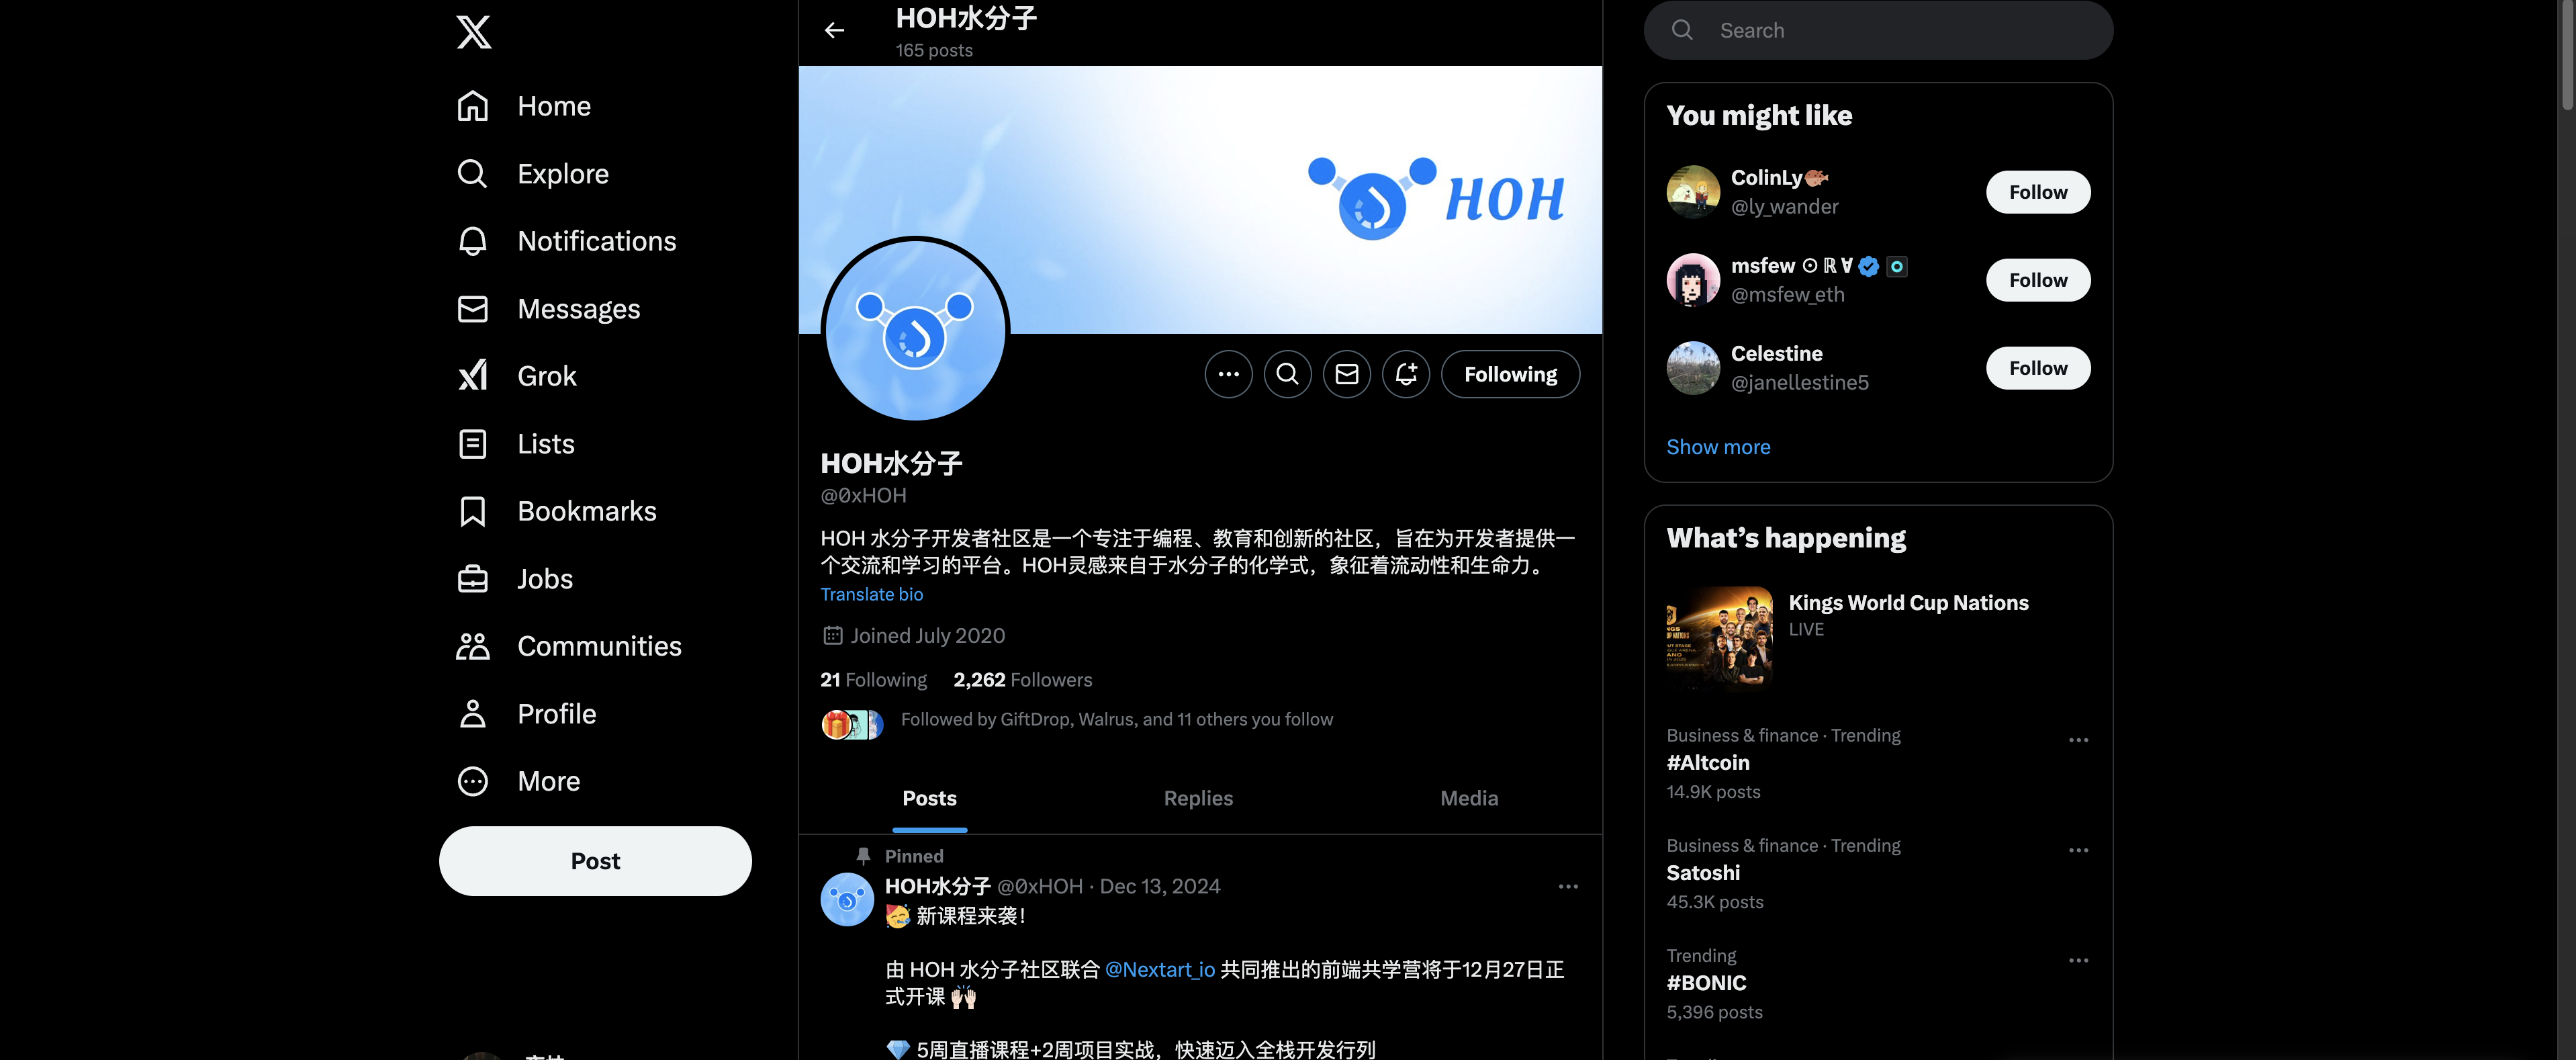 Home
Explore
Notifications
Messages
Grok
Lists
Bookmarks
Jobs
Communities
Profile
More
Post
HOH水分子
165 posts
HOH
Following
HOH水分子
@0xHOH
HOH 水分子开发者社区是一个专注于编程、教育和创新的社区，旨在为开发者提供一
个交流和学习的平台。HOH灵感来自于水分子的化学式，象征着流动性和生命力。
Translate bio
Joined July 2020
21 Following 2,262 Followers
Followed by GiftDrop, Walrus, and 11 others you follow
Posts Replies Media
Pinned
HOH水分子 @0xHOH · Dec 13, 2024
🥳 新课程来袭！
由 HOH 水分子社区联合 @Nextart_io 共同推出的前端共学营将于12月27日正
式开课 🙌🏻
💎 5周直播课程+2周项目实战，快速迈入全栈开发行列
Search
You might like
ColinLy🐡
@ly_wander
Follow
msfew ⊙ ℝ ∀
@msfew_eth
Follow
Celestine
@janellestine5
Follow
Show more
What’s happening
Kings World Cup Nations
LIVE
Business & finance · Trending
#Altcoin
14.9K posts
Business & finance · Trending
Satoshi
45.3K posts
Trending
#BONIC
5,396 posts